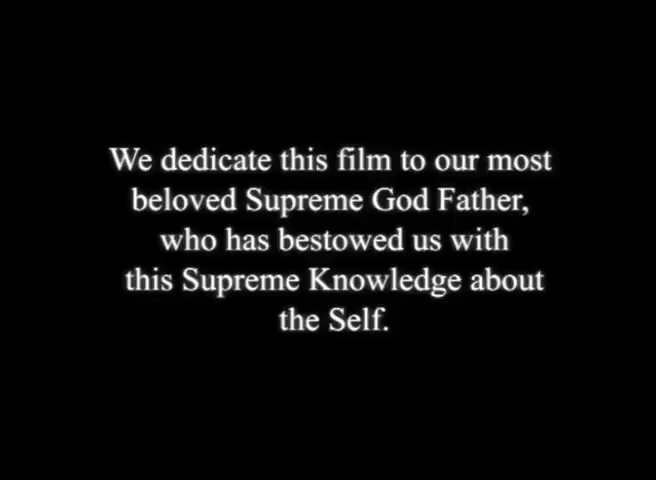 We dedicate this film to our most
beloved Supreme God Father,
who has bestowed us with
this Supreme Knowledge about
the Self.